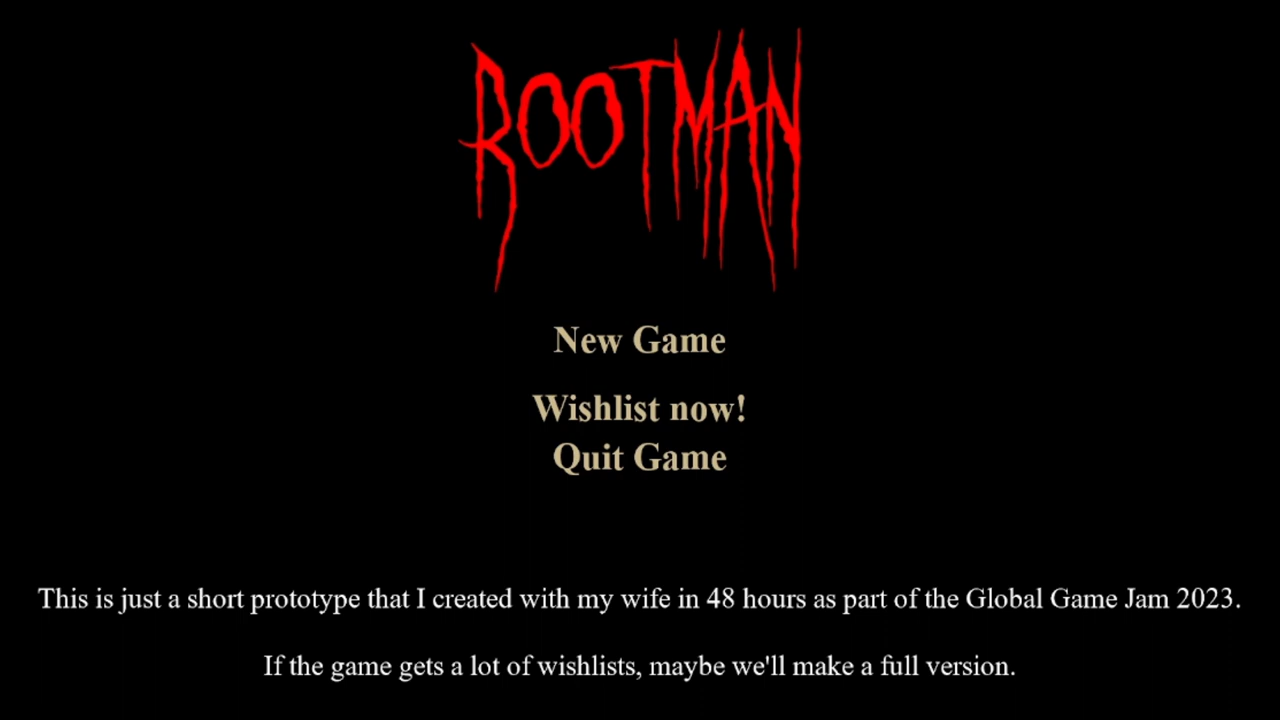 ROOTMAN
New Game
Wishlist now!
Quit Game
This is just a short prototype that I created with my wife in 48 hours as part of the Global Game Jam 2023.
If the game gets a lot of wishlists, maybe we'll make a full version.